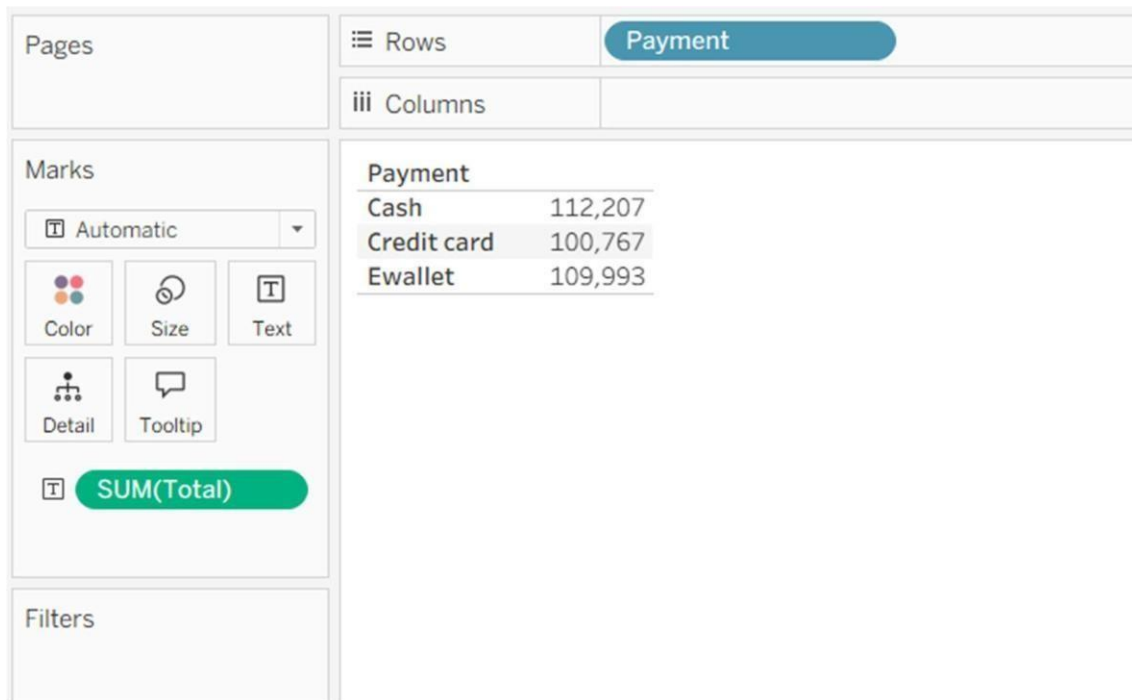 Pages
Rows
Payment
Columns
Marks
Automatic
Color
Size
Text
Detail
Tooltip
SUM(Total)
Filters
Payment
Cash 112,207
Credit card 100,767
Ewallet 109,993